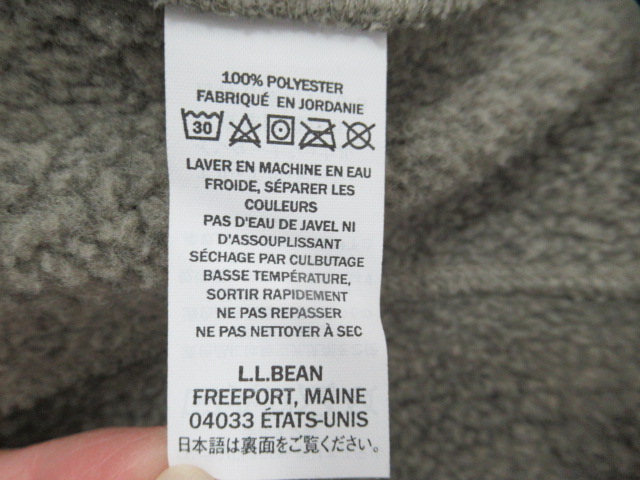 100% POLYESTER
FABRIQUÉ EN JORDANIE
30
LAVER EN MACHINE EN EAU
FROIDE, SÉPARER LES
COULEURS
PAS D'EAU DE JAVEL NI
D'ASSOUPLISSANT
SÉCHAGE PAR CULBUTAGE
BASSE TEMPÉRATURE,
SORTIR RAPIDEMENT
NE PAS REPASSER
NE PAS NETTOYER À SEC
L.L.BEAN
FREEPORT, MAINE
04033 ÉTATS-UNIS
日本語は裏面をご覧ください。